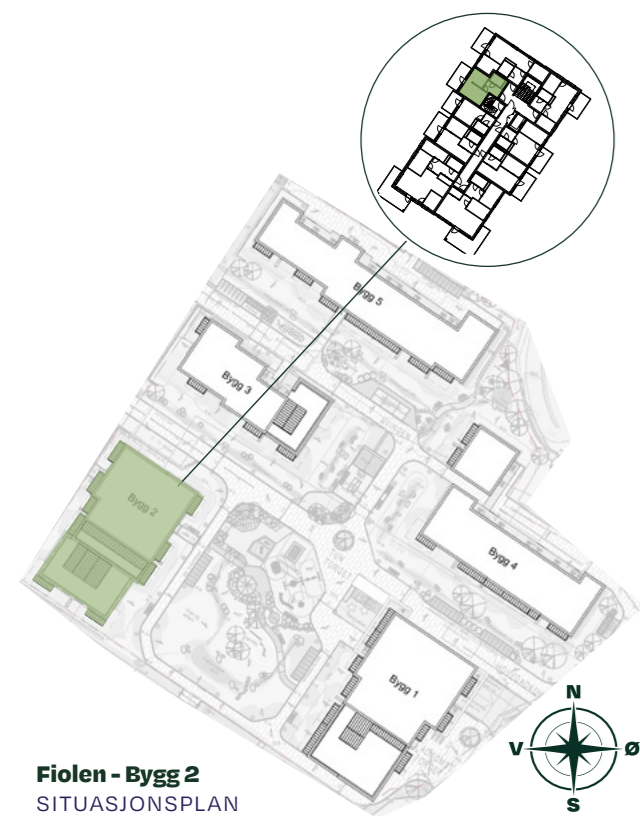 Bygg 5
Bygg 3
Bygg 2
Bygg 4
Bygg 1
N
V
Ø
S
Fiolen - Bygg 2
SITUASJONSPLAN